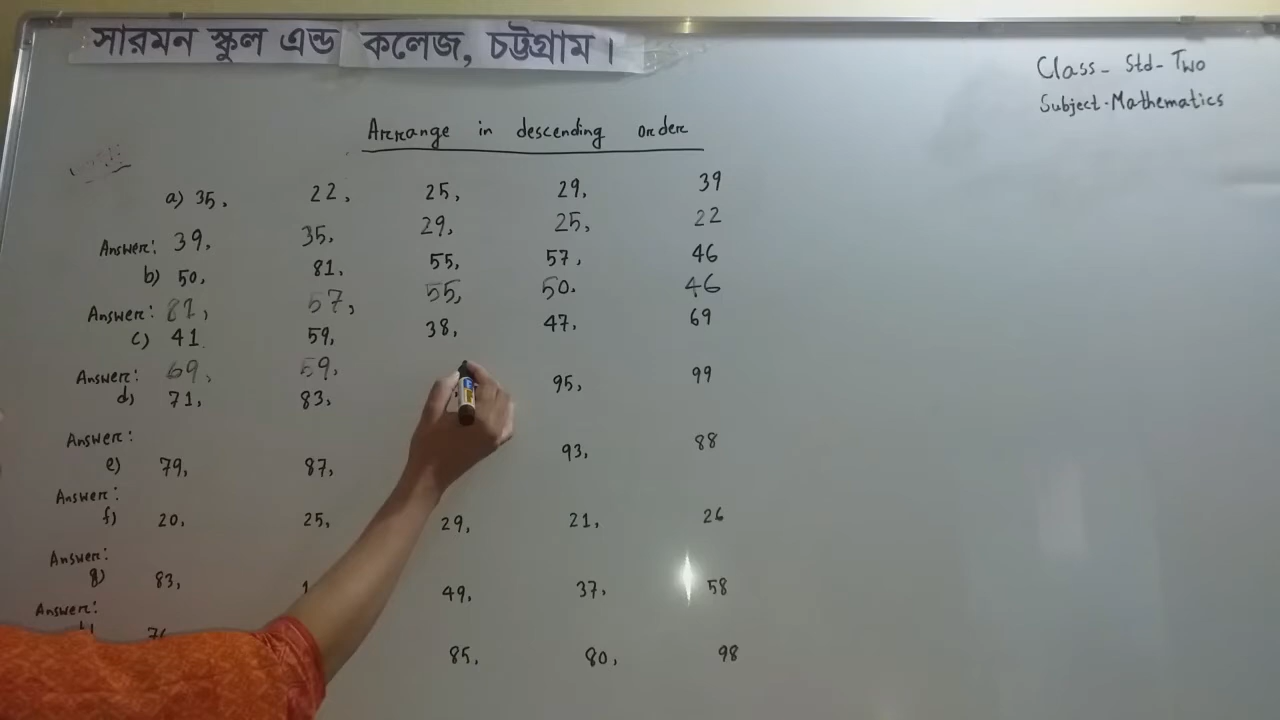 সারমন স্কুল এন্ড কলেজ, চট্টগ্রাম।
Class- Std- Two
Subject-Mathematics
Arrange in descending order
a) 35, 22, 25, 29, 39
Answer: 39, 35, 29, 25, 22
b) 50, 81, 55, 57, 46
Answer: 81, 57, 55, 50. 46
c) 41 59, 38, 47, 69
Answer: 69, 59,
d) 71, 83, 95, 99
Answer:
e) 79, 87, 93, 88
Answer:
f) 20, 25, 29, 21, 26
Answer:
g) 83, 49, 37, 58
Answer:
85, 80, 98